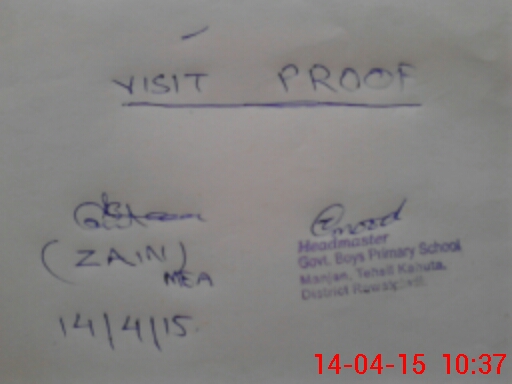 VISIT PROOF
(ZAIN)
MEA
14/4/15.
Headmaster
Govt. Boys Primary School
Manjan, Tehsil Kahuta,
District Rawalpindi.
14-04-15 10:37